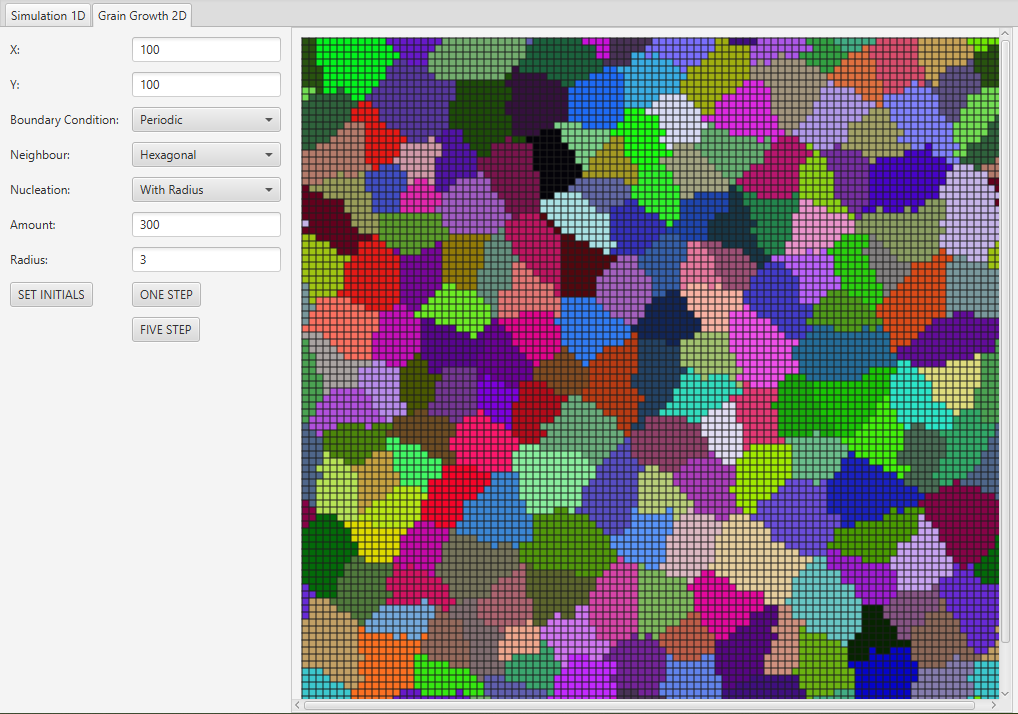 Simulation 1D Grain Growth 2D
X: 100
Y: 100
Boundary Condition: Periodic
Neighbour: Hexagonal
Nucleation: With Radius
Amount: 300
Radius: 3
SET INITIALS ONE STEP
FIVE STEP